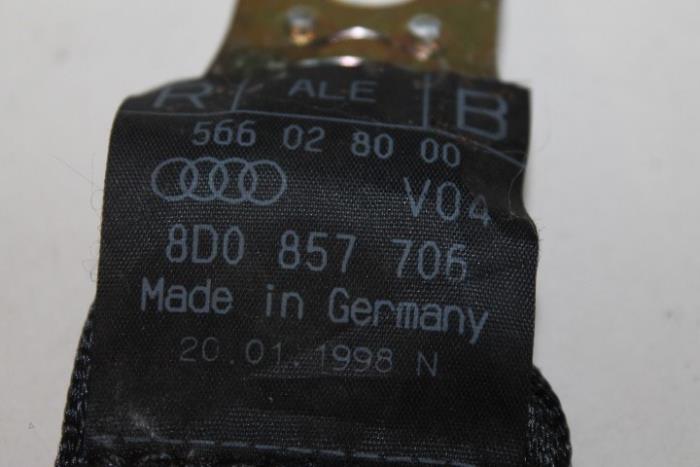 R ALE B
566 02 80 00
V04
8D0 857 706
Made in Germany
20.01.1998 N